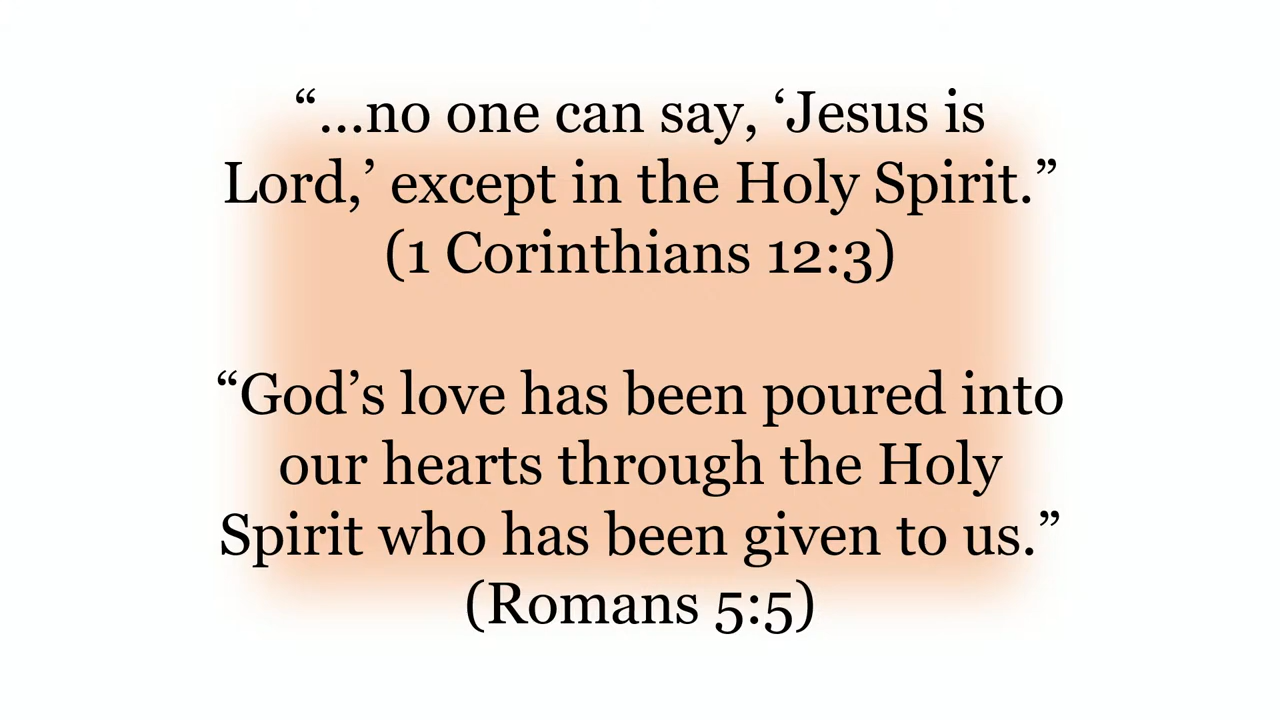 “...no one can say, ‘Jesus is
Lord,’ except in the Holy Spirit.”
(1 Corinthians 12:3)
“God’s love has been poured into
our hearts through the Holy
Spirit who has been given to us.”
(Romans 5:5)